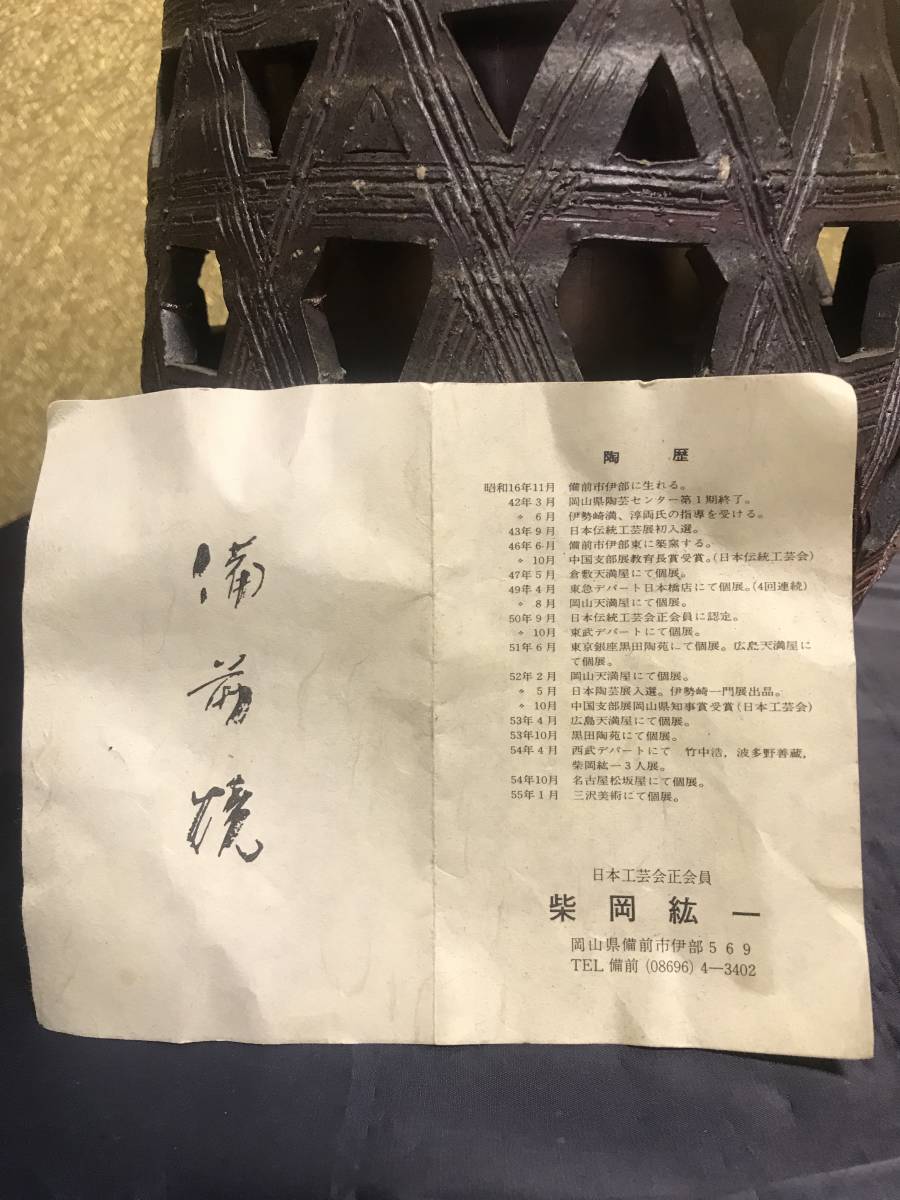 備前焼
陶歴
昭和16年11月 備前市伊部に生れる。
42年3月 岡山県陶芸センター第1期終了。
〃 6月 伊勢崎満、淳両氏の指導を受ける。
43年9月 日本伝統工芸展初入選。
46年6月 備前市伊部東に築窯する。
〃 10月 中国支部展教育長賞受賞。(日本伝統工芸会)
47年5月 倉敷天満屋にて個展。
49年4月 東急デパート日本橋店にて個展。(4回連続)
〃 8月 岡山天満屋にて個展。
50年9月 日本伝統工芸会正会員に認定。
〃 10月 東武デパートにて個展。
51年6月 東京銀座黒田陶苑にて個展。広島天満屋に
て個展。
52年2月 岡山天満屋にて個展。
〃 5月 日本陶芸展入選。伊勢崎一門展出品。
〃 10月 中国支部展岡山県知事賞受賞(日本工芸会)
53年4月 広島天満屋にて個展。
53年10月 黒田陶苑にて個展。
54年4月 西武デパートにて 竹中浩,波多野善蔵,
柴岡紘一3人展。
54年10月 名古屋松坂屋にて個展。
55年1月 三沢美術にて個展。
日本工芸会正会員
柴岡紘一
岡山県備前市伊部569
TEL 備前 (08696) 4―3402